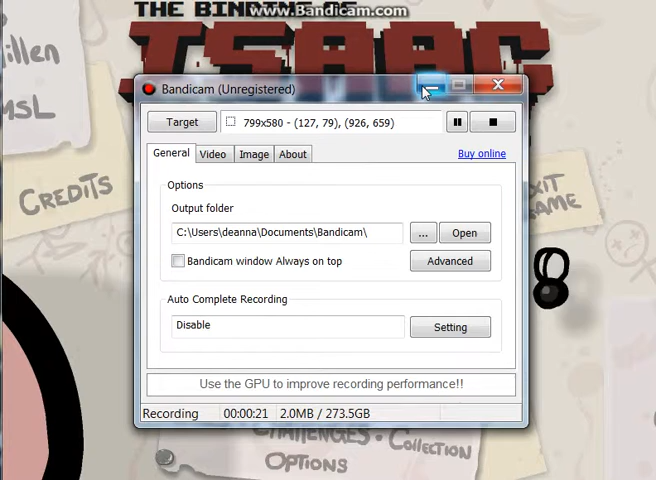 THE BINDING OF
www.Bandicam.com
ISAAC
Bandicam (Unregistered)
Target
799x580 - (127, 79), (926, 659)
General
Video
Image
About
Buy online
Options
Output folder
C:\Users\deanna\Documents\Bandicam\
...
Open
Bandicam window Always on top
Advanced
Auto Complete Recording
Disable
Setting
Use the GPU to improve recording performance!!
Recording
00:00:21
2.0MB / 273.5GB
illen
MSL
CREDITS
EXIT
GAME
CHALLENGES • Collection
OPTIONS